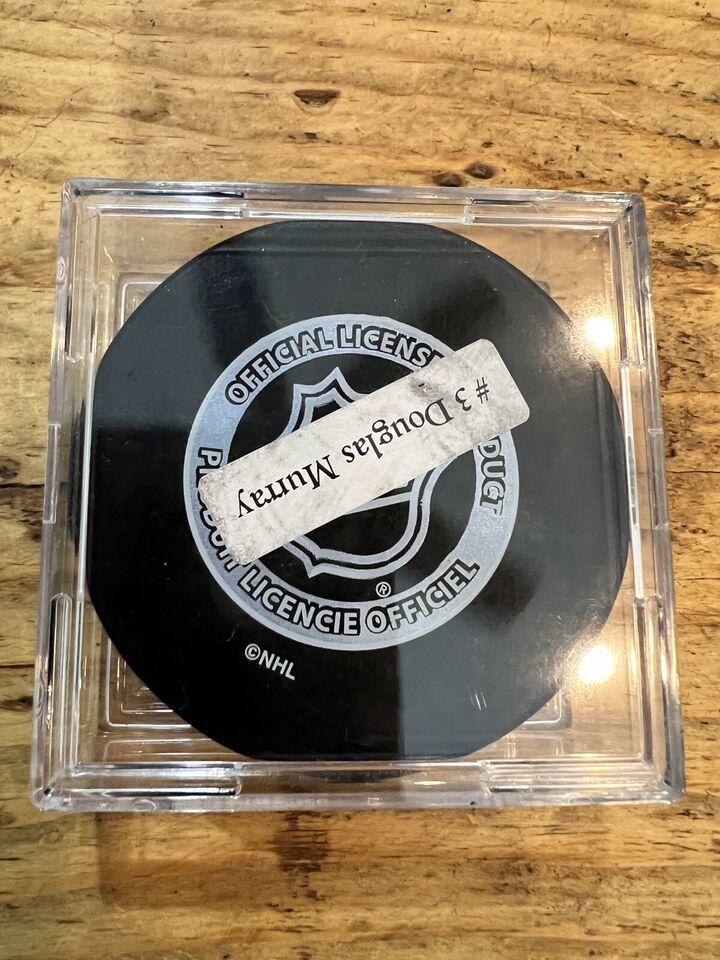 OFFICIAL LICENSE
DUCT
# 3 Douglas Murray
LICENCIE OFFICIEL
®
©NHL